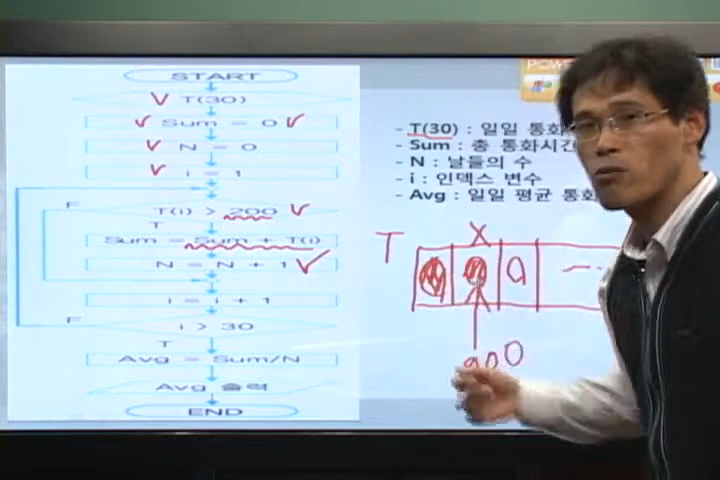 START
T(30)
Sum = 0
N = 0
i = 1
F
T(i) > 200
T
Sum = Sum + T(i)
N = N + 1
i = i + 1
F
i > 30
T
Avg = Sum/N
Avg 출력
END
POW
- T(30) : 일일 통화
- Sum : 총 통화시간
- N : 날들의 수
- i : 인덱스 변수
- Avg : 일일 평균 통화
X
T
a